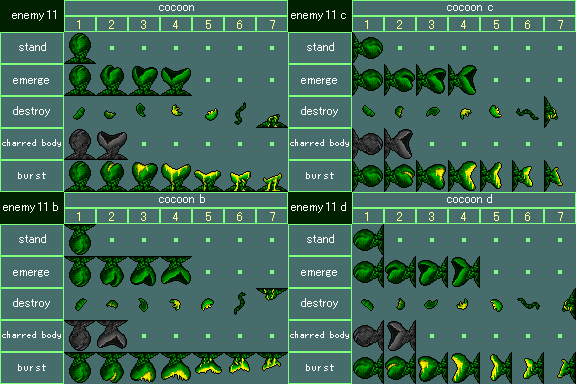 enemy 11 cocoon
1 2 3 4 5 6 7
stand
emerge
destroy
charred body
burst
enemy 11 c cocoon c
1 2 3 4 5 6 7
stand
emerge
destroy
charred body
burst
enemy 11 b cocoon b
1 2 3 4 5 6 7
stand
emerge
destroy
charred body
burst
enemy 11 d cocoon d
1 2 3 4 5 6 7
stand
emerge
destroy
charred body
burst